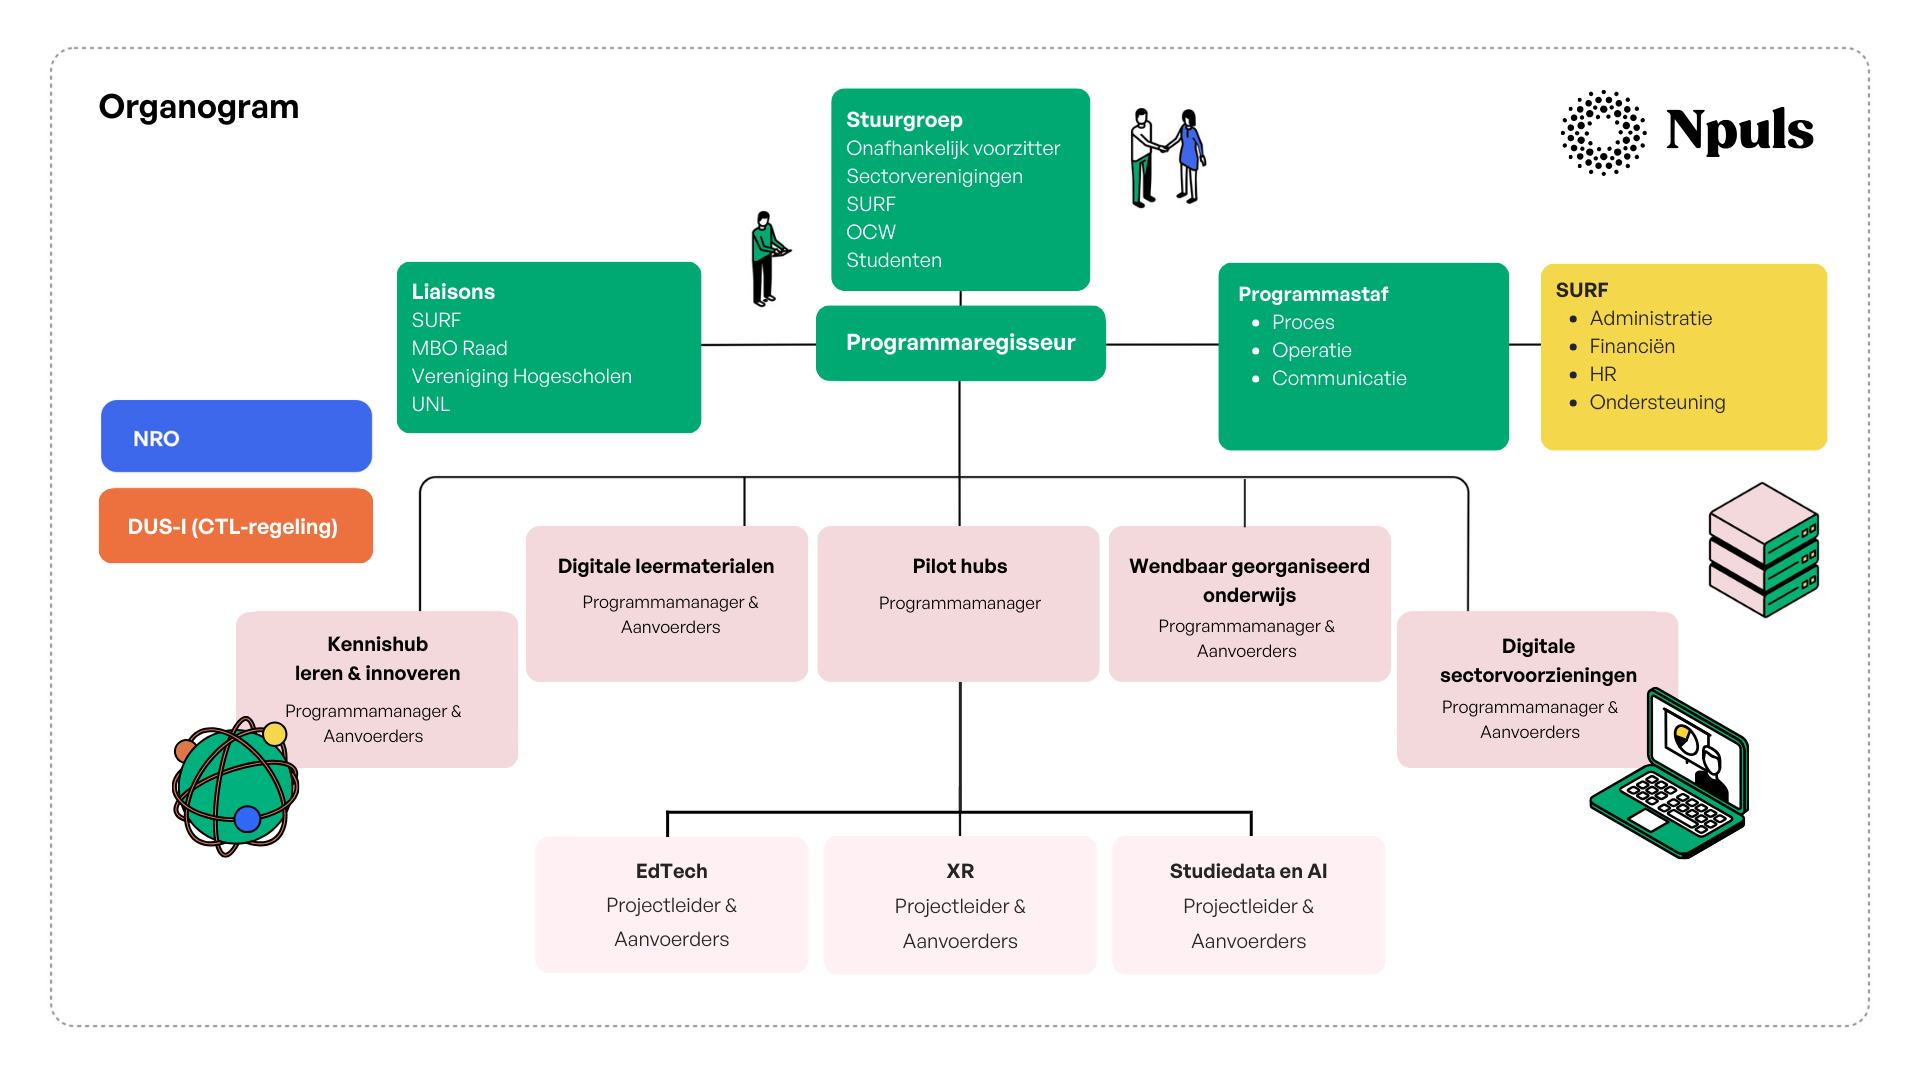 Organogram
Npuls
Stuurgroep
Onafhankelijk voorzitter
Sectorverenigingen
SURF
OCW
Studenten
Liaisons
SURF
MBO Raad
Vereniging Hogescholen
UNL
Programmaregisseur
Programmastaf
• Proces
• Operatie
• Communicatie
SURF
• Administratie
• Financiën
• HR
• Ondersteuning
NRO
DUS-I (CTL-regeling)
Kennishub
leren & innoveren
Programmamanager &
Aanvoerders
Digitale leermaterialen
Programmamanager &
Aanvoerders
Pilot hubs
Programmamanager
Wendbaar georganiseerd
onderwijs
Programmamanager &
Aanvoerders
Digitale
sectorvoorzieningen
Programmamanager &
Aanvoerders
EdTech
Projectleider &
Aanvoerders
XR
Projectleider &
Aanvoerders
Studiedata en AI
Projectleider &
Aanvoerders